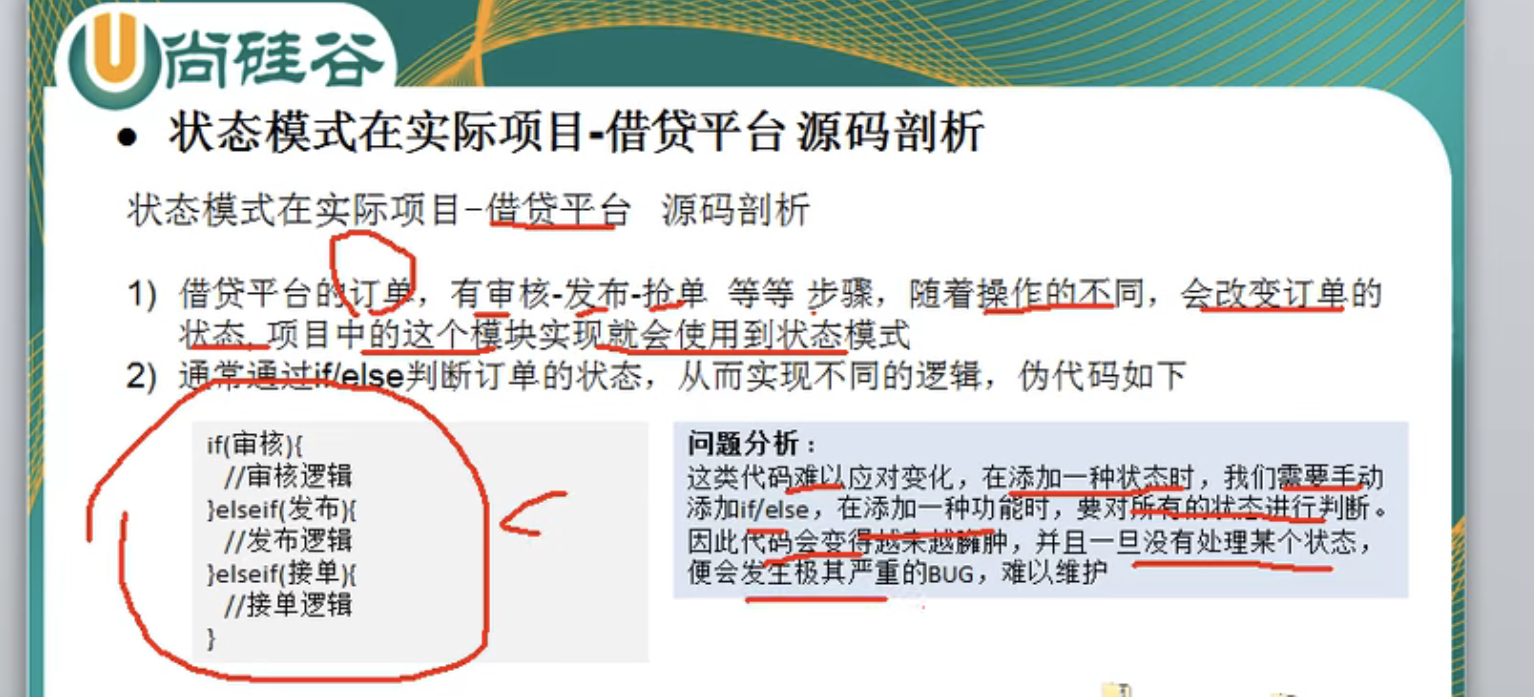 尚硅谷
● 状态模式在实际项目-借贷平台 源码剖析
状态模式在实际项目-借贷平台 源码剖析
1) 借贷平台的订单，有审核-发布-抢单 等等 步骤，随着操作的不同，会改变订单的
状态, 项目中的这个模块实现就会使用到状态模式
2) 通常通过if/else判断订单的状态，从而实现不同的逻辑，伪代码如下
if(审核){
//审核逻辑
}elseif(发布){
//发布逻辑
}elseif(接单){
//接单逻辑
}
问题分析：
这类代码难以应对变化，在添加一种状态时，我们需要手动
添加if/else，在添加一种功能时，要对所有的状态进行判断。
因此代码会变得越来越臃肿，并且一旦没有处理某个状态，
便会发生极其严重的BUG，难以维护